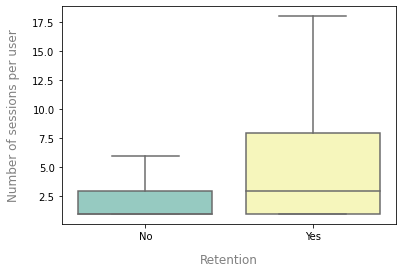 Number of sessions per user
17.5
15.0
12.5
10.0
7.5
5.0
2.5
No
Yes
Retention